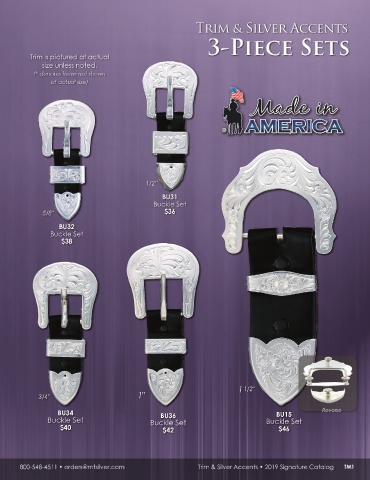 TRIM & SILVER ACCENTS
3-PIECE SETS
Trim is pictured at actual
size unless noted.
(* denotes items not shown
at actual size)
Made in
AMERICA
5/8"
BU32
Buckle Set
$38
1/2"
BU31
Buckle Set
$36
3/4"
BU34
Buckle Set
$40
1"
BU36
Buckle Set
$42
1 1/2"
BU15
Buckle Set
$46
Reverse
800-548-4511 • orders@mtsilver.com
Trim & Silver Accents • 2019 Signature Catalog TM1